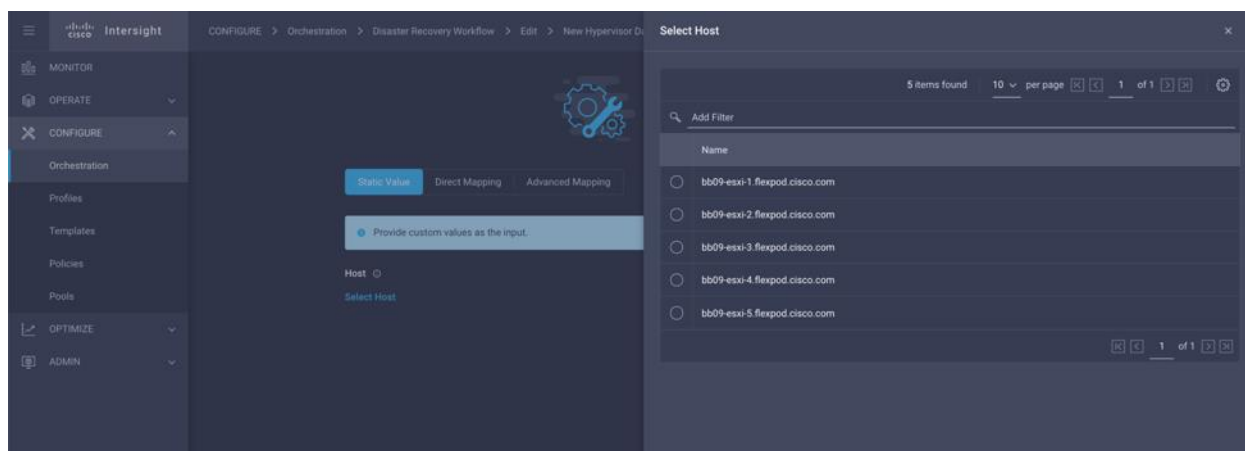 cisco Intersight
CONFIGURE > Orchestration > Disaster Recovery Workflow > Edit > New Hypervisor Da
Select Host
MONITOR
OPERATE
CONFIGURE
Orchestration
Profiles
Templates
Policies
Pools
OPTIMIZE
ADMIN
Static Value Direct Mapping Advanced Mapping
Provide custom values as the input.
Host
Select Host
5 items found 10 per page 1 of 1
Add Filter
Name
bb09-esxi-1.flexpod.cisco.com
bb09-esxi-2.flexpod.cisco.com
bb09-esxi-3.flexpod.cisco.com
bb09-esxi-4.flexpod.cisco.com
bb09-esxi-5.flexpod.cisco.com
1 of 1